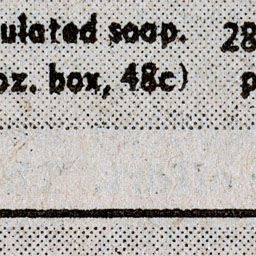 ulated soap. 28
oz. box, 48c) p